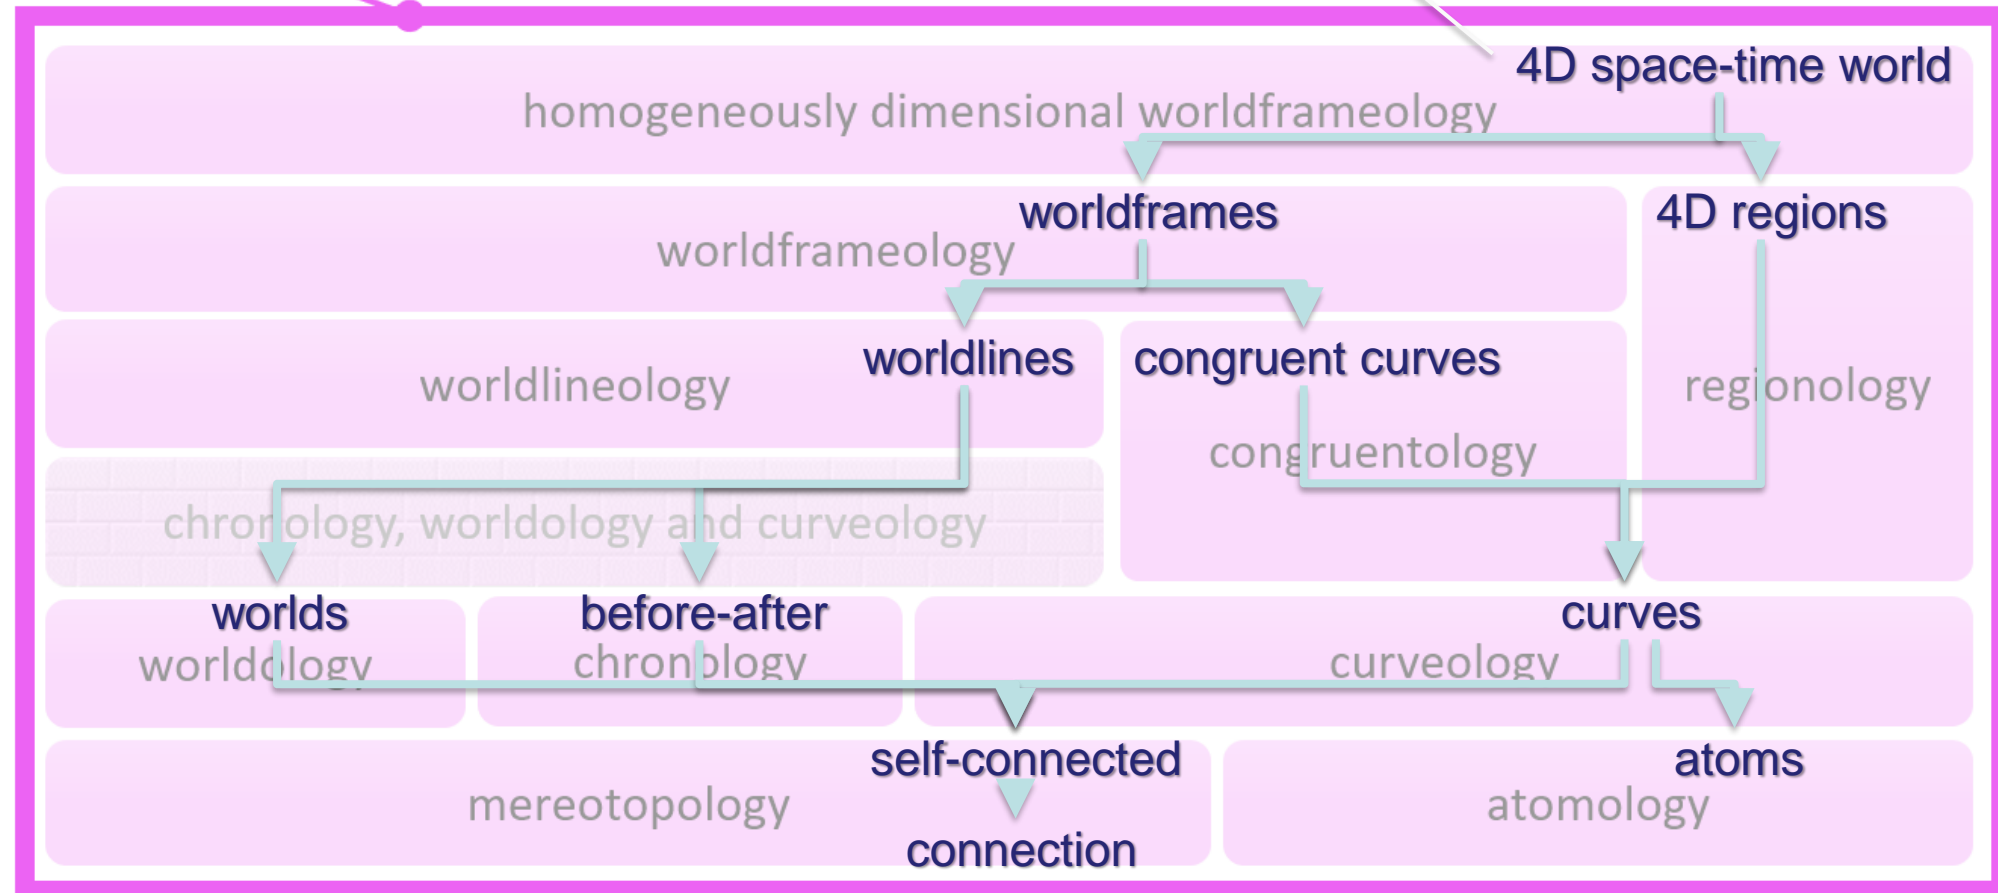 4D space-time world
homogeneously dimensional worldframeology
worldframes
4D regions
worldframeology
worldlines
congruent curves
worldlineology
regionology
congruentology
chronology, worldology and curveology
worlds
before-after
curves
worldology
chronology
curveology
self-connected
atoms
mereotopology
atomology
connection